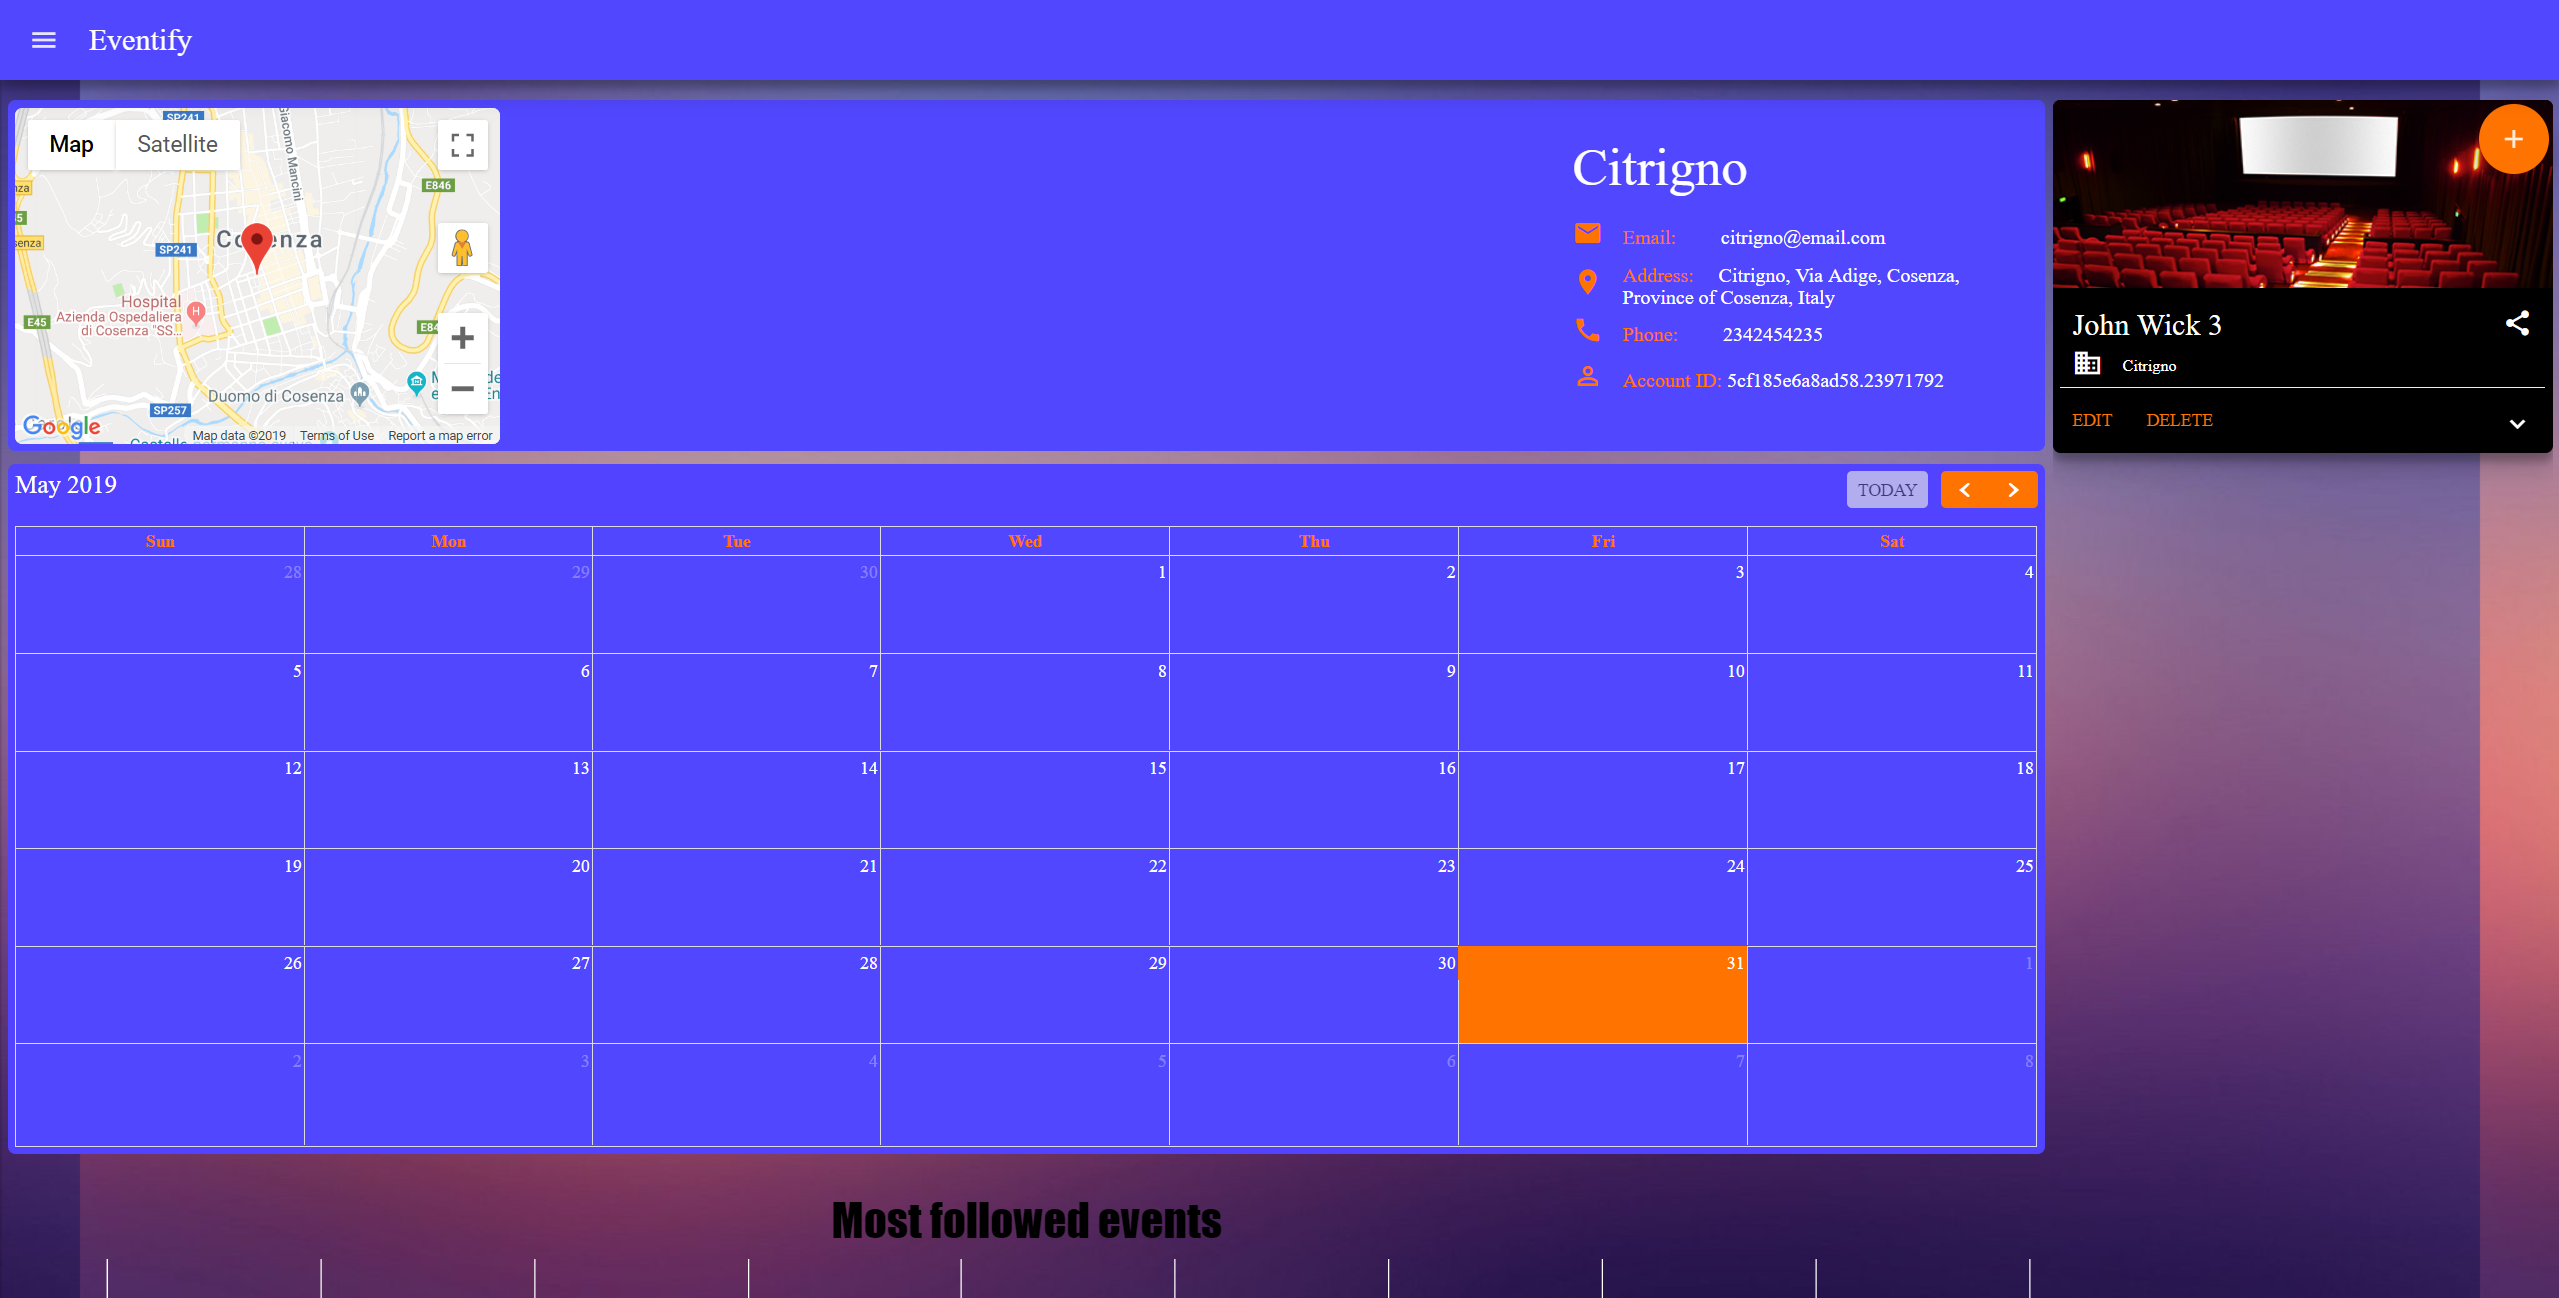 Eventify
Map Satellite
SP241
Giacomo Mancini
E846
SP241
Cosenza
Hospital
Azienda Ospedaliera
di Cosenza "SS...
E45
Duomo di Cosenza
SP257
Google
Map data ©2019 Terms of Use Report a map error
Citrigno
Email: citrigno@email.com
Address: Citrigno, Via Adige, Cosenza,
Province of Cosenza, Italy
Phone: 2342454235
Account ID: 5cf185e6a8ad58.23971792
John Wick 3
Citrigno
EDIT DELETE
May 2019
TODAY
Sun Mon Tue Wed Thu Fri Sat
28 29 30 1 2 3 4
5 6 7 8 9 10 11
12 13 14 15 16 17 18
19 20 21 22 23 24 25
26 27 28 29 30 31 1
2 3 4 5 6 7 8
Most followed events